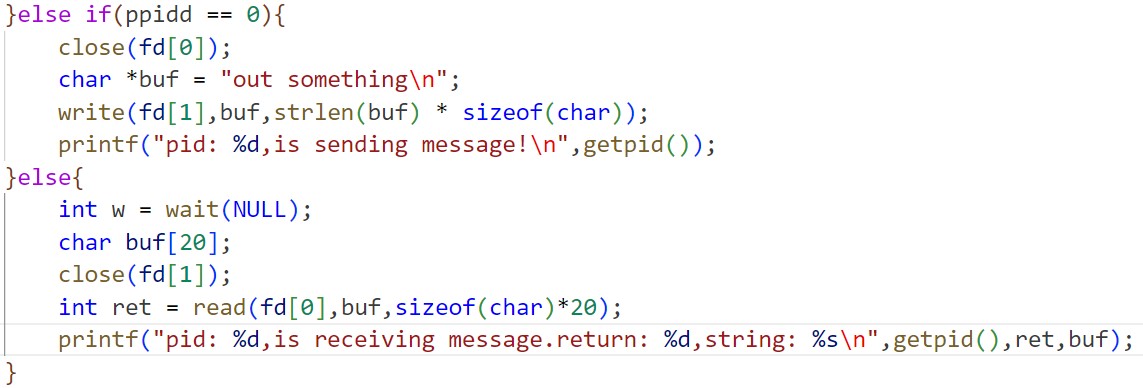 }else if(ppidd == 0){
    close(fd[0]);
    char *buf = "out something\n";
    write(fd[1],buf,strlen(buf) * sizeof(char));
    printf("pid: %d,is sending message!\n",getpid());
}else{
    int w = wait(NULL);
    char buf[20];
    close(fd[1]);
    int ret = read(fd[0],buf,sizeof(char)*20);
    printf("pid: %d,is receiving message.return: %d,string: %s\n",getpid(),ret,buf);
}